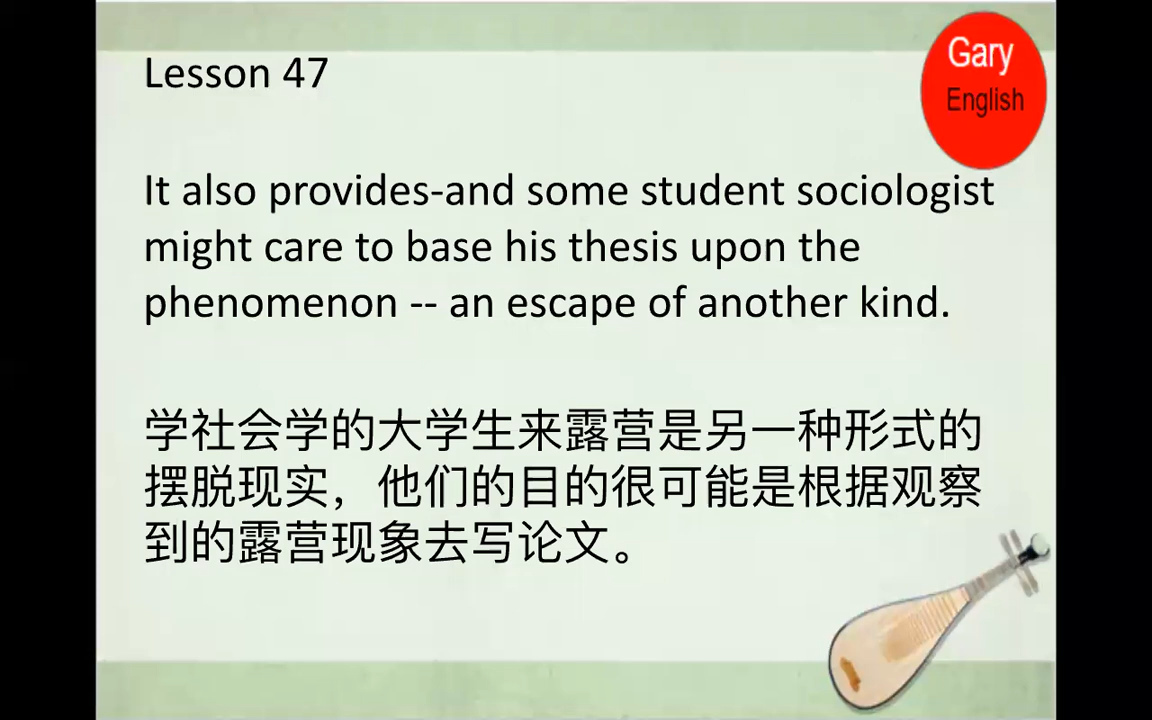 Gary
English
Lesson 47
It also provides-and some student sociologist
might care to base his thesis upon the
phenomenon -- an escape of another kind.
学社会学的大学生来露营是另一种形式的
摆脱现实，他们的目的很可能是根据观察
到的露营现象去写论文。